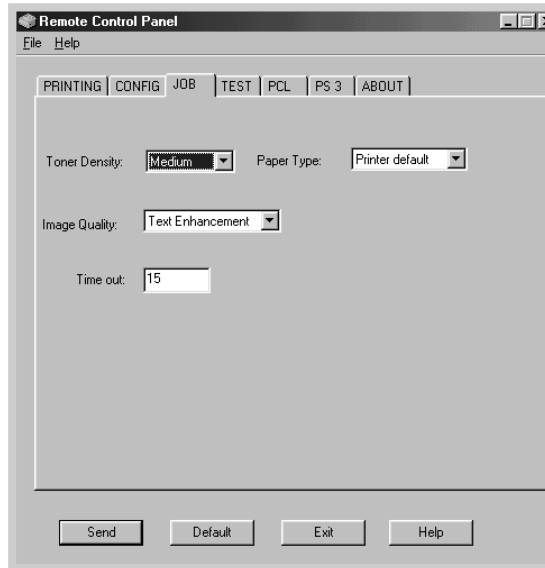 Remote Control Panel
File Help
PRINTING CONFIG JOB TEST PCL PS 3 ABOUT
Toner Density: Medium Paper Type: Printer default
Image Quality: Text Enhancement
Time out: 15
Send Default Exit Help